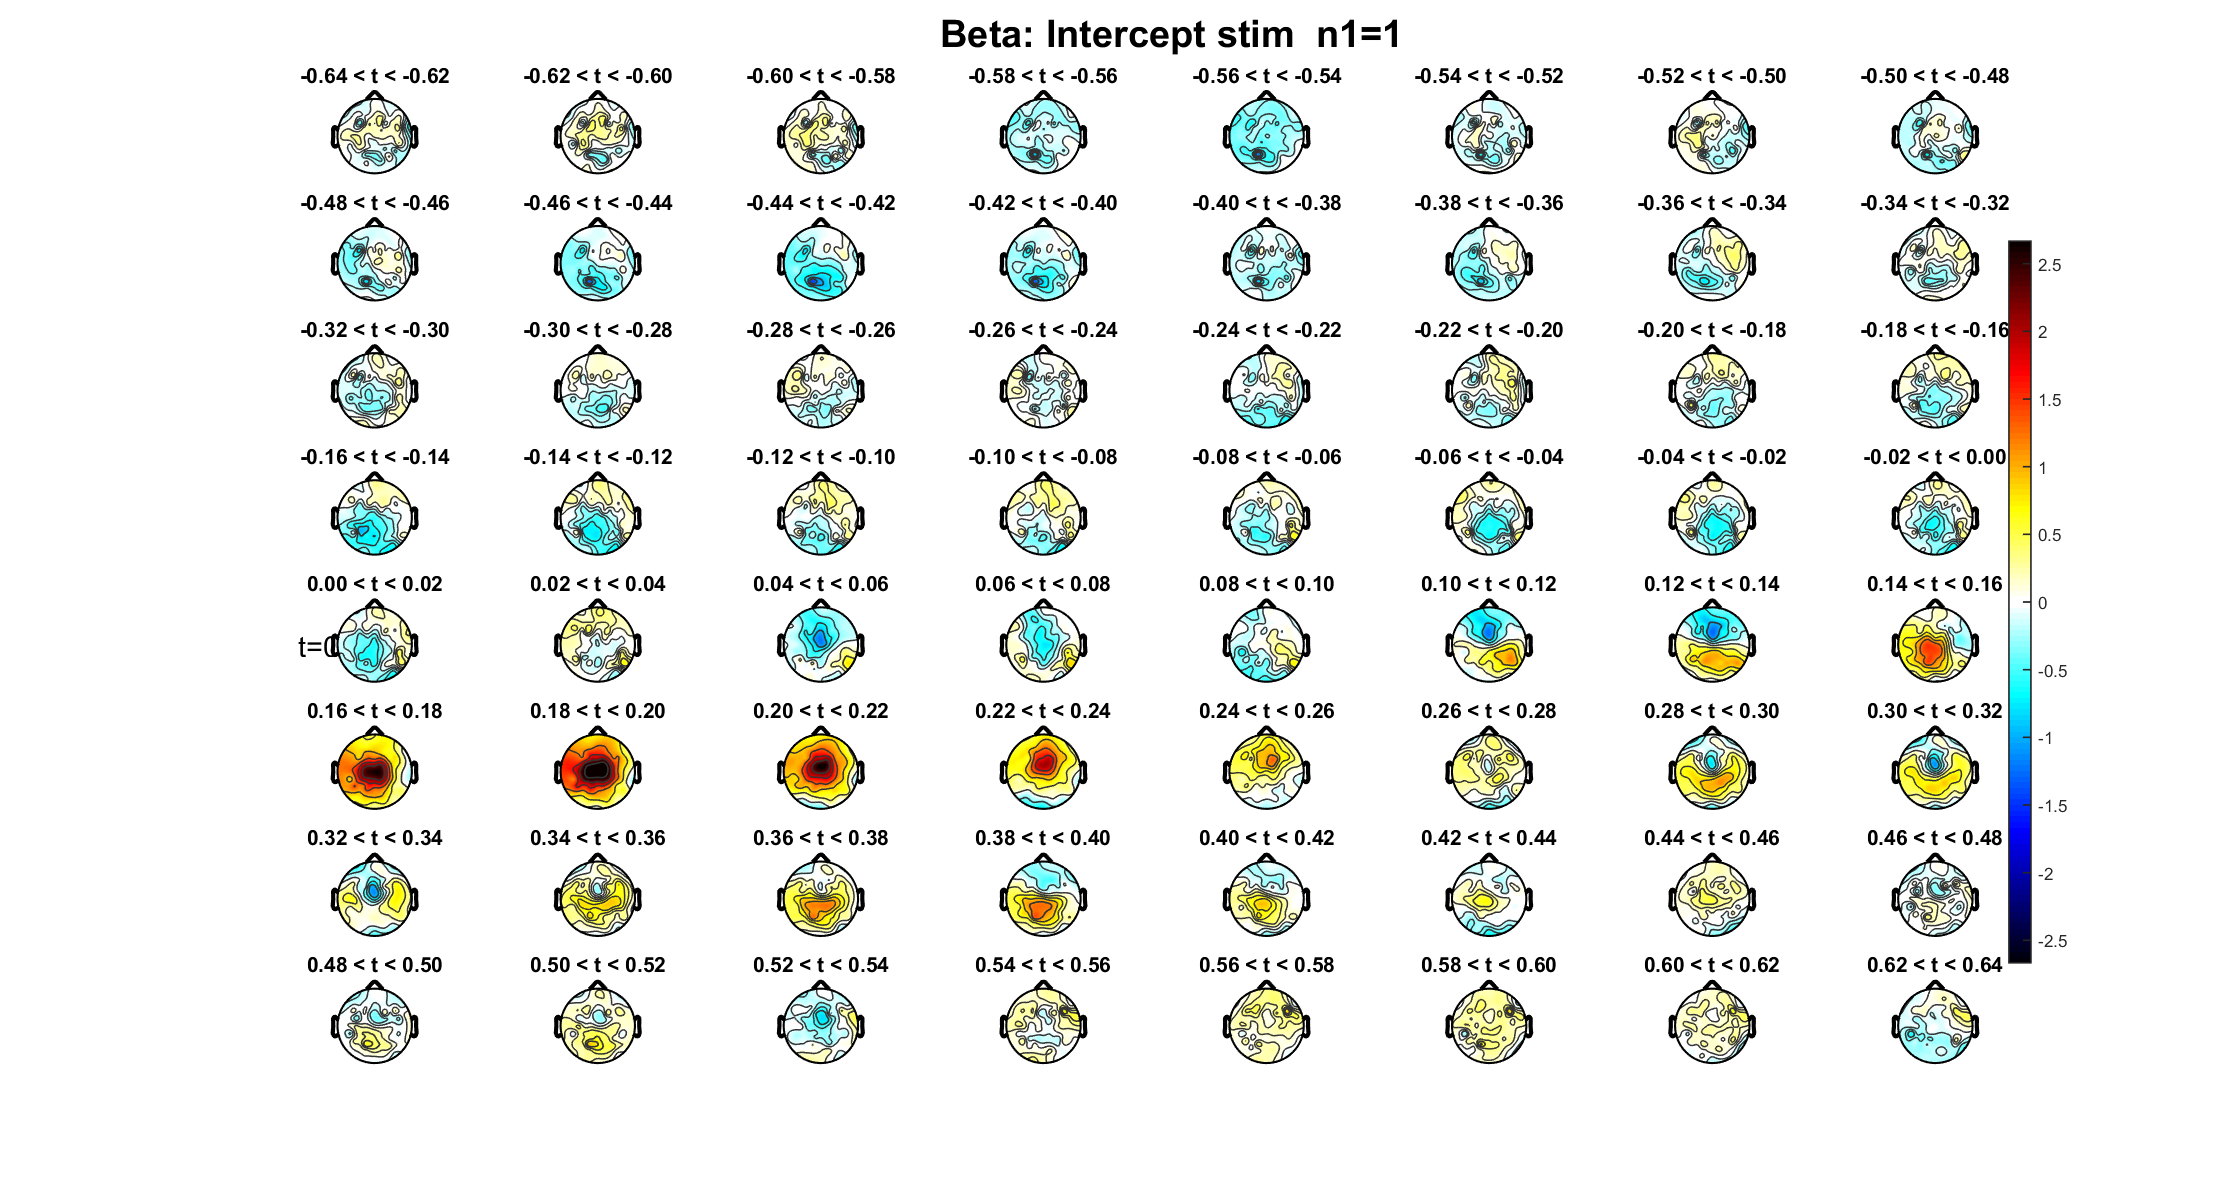 Beta: Intercept stim  n1=1
-0.64 < t < -0.62 -0.62 < t < -0.60 -0.60 < t < -0.58 -0.58 < t < -0.56 -0.56 < t < -0.54 -0.54 < t < -0.52 -0.52 < t < -0.50 -0.50 < t < -0.48
-0.48 < t < -0.46 -0.46 < t < -0.44 -0.44 < t < -0.42 -0.42 < t < -0.40 -0.40 < t < -0.38 -0.38 < t < -0.36 -0.36 < t < -0.34 -0.34 < t < -0.32
2.5
-0.32 < t < -0.30 -0.30 < t < -0.28 -0.28 < t < -0.26 -0.26 < t < -0.24 -0.24 < t < -0.22 -0.22 < t < -0.20 -0.20 < t < -0.18 -0.18 < t < -0.16
2
1.5
-0.16 < t < -0.14 -0.14 < t < -0.12 -0.12 < t < -0.10 -0.10 < t < -0.08 -0.08 < t < -0.06 -0.06 < t < -0.04 -0.04 < t < -0.02 -0.02 < t < 0.00
1
0.5
0.00 < t < 0.02 0.02 < t < 0.04 0.04 < t < 0.06 0.06 < t < 0.08 0.08 < t < 0.10 0.10 < t < 0.12 0.12 < t < 0.14 0.14 < t < 0.16
0
t=0
-0.5
0.16 < t < 0.18 0.18 < t < 0.20 0.20 < t < 0.22 0.22 < t < 0.24 0.24 < t < 0.26 0.26 < t < 0.28 0.28 < t < 0.30 0.30 < t < 0.32
-1
-1.5
0.32 < t < 0.34 0.34 < t < 0.36 0.36 < t < 0.38 0.38 < t < 0.40 0.40 < t < 0.42 0.42 < t < 0.44 0.44 < t < 0.46 0.46 < t < 0.48
-2
-2.5
0.48 < t < 0.50 0.50 < t < 0.52 0.52 < t < 0.54 0.54 < t < 0.56 0.56 < t < 0.58 0.58 < t < 0.60 0.60 < t < 0.62 0.62 < t < 0.64